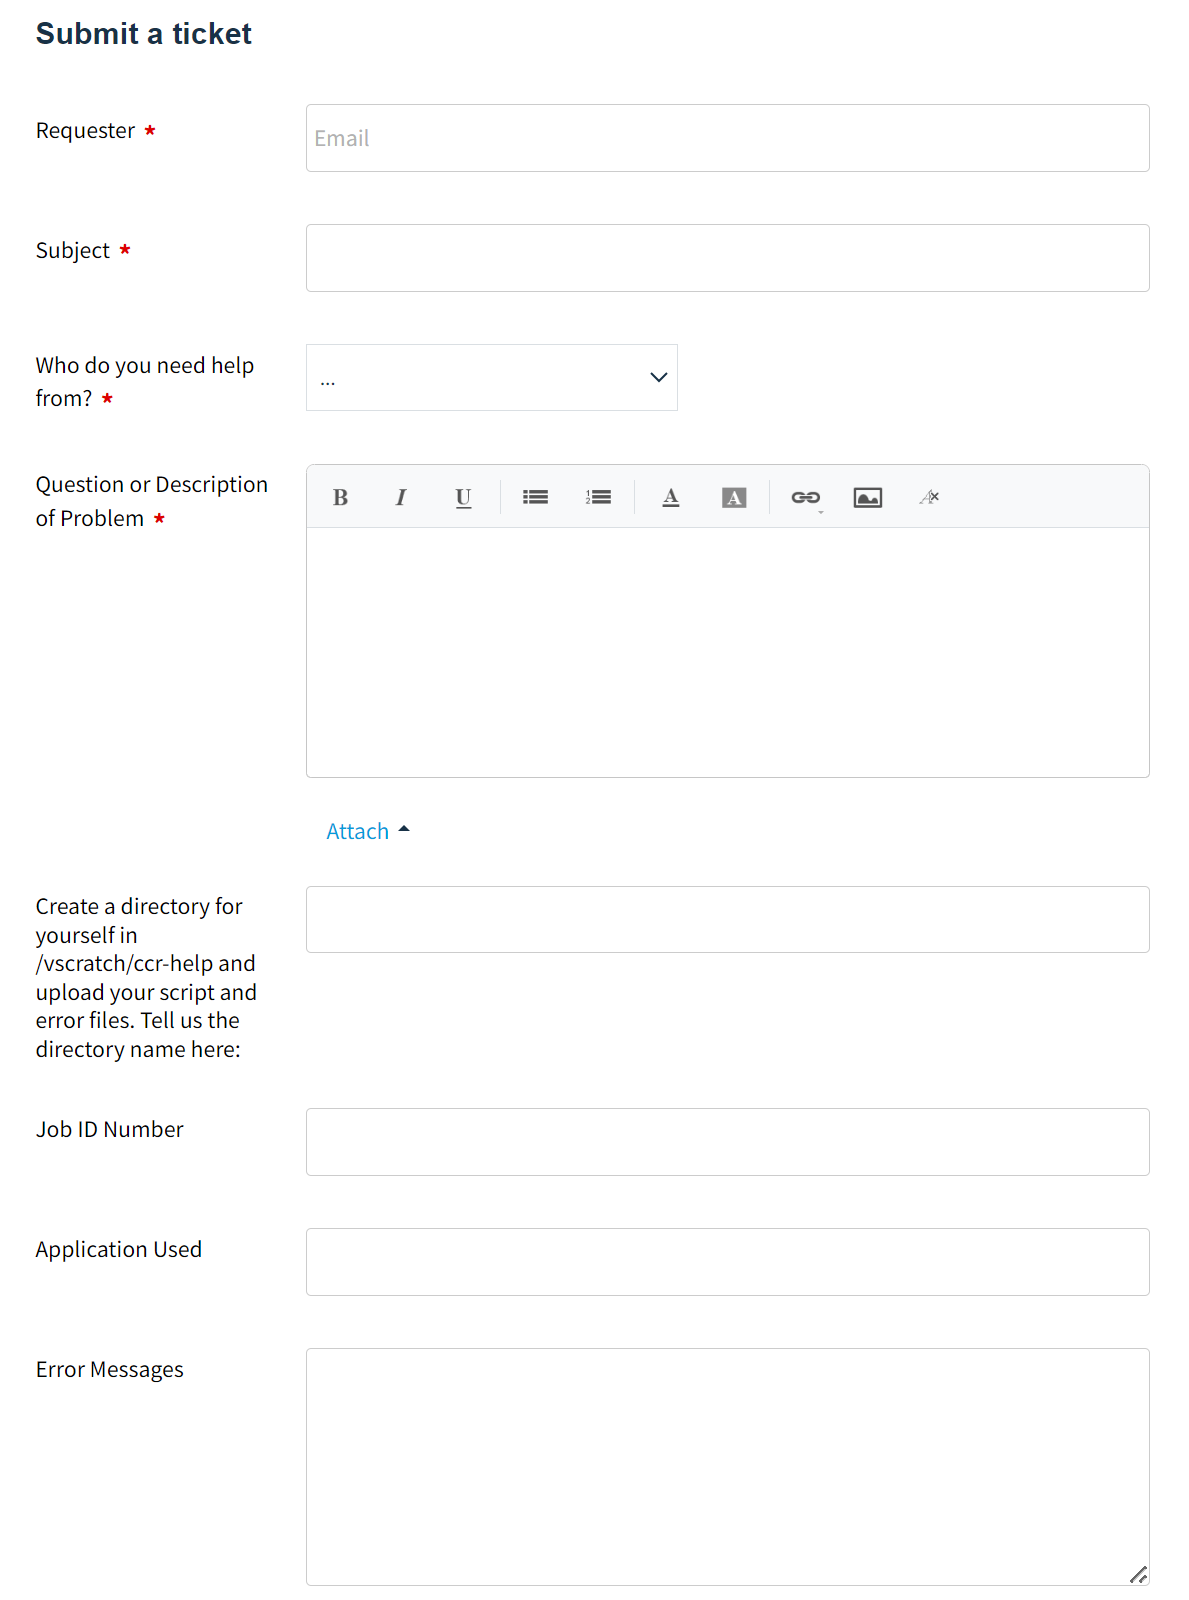 Submit a ticket
Requester *
Email
Subject *
Who do you need help
from? *
...
Question or Description
of Problem *
B I U A A
Attach
Create a directory for
yourself in
/vscratch/ccr-help and
upload your script and
error files. Tell us the
directory name here:
Job ID Number
Application Used
Error Messages